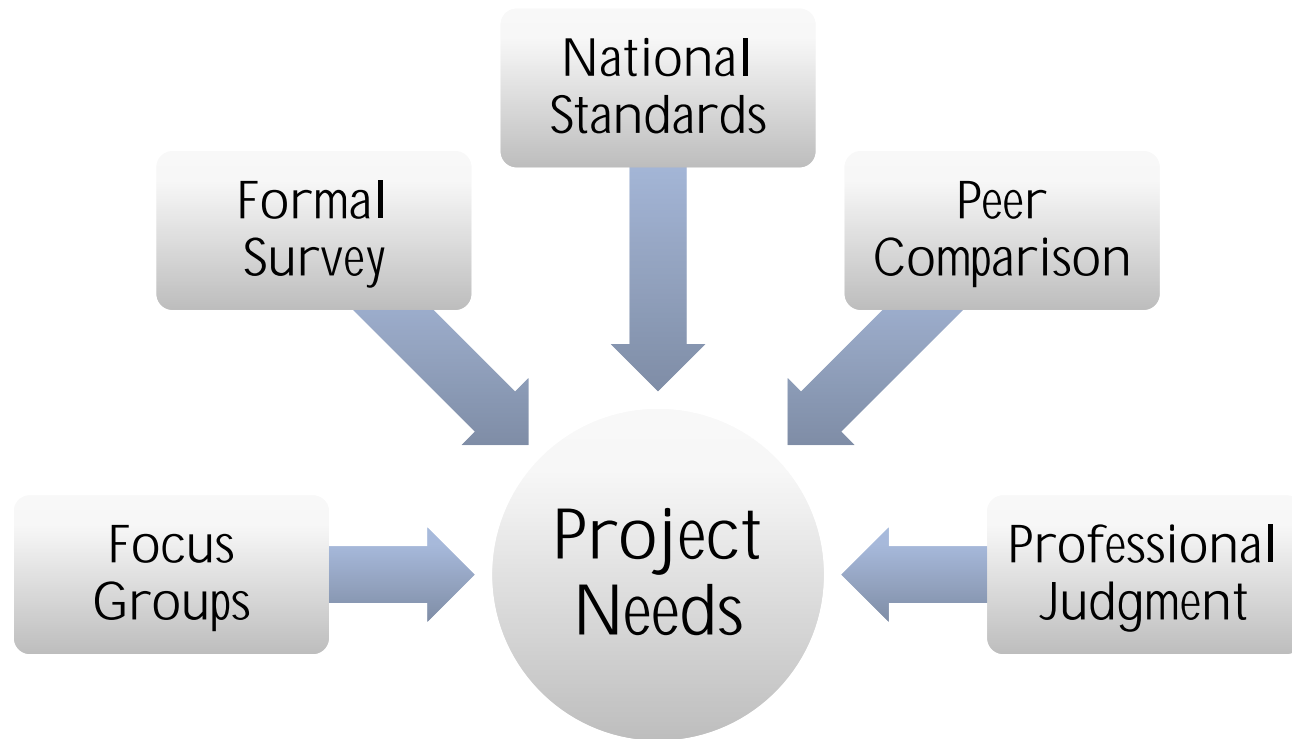 National
Standards
Formal
Survey
Peer
Comparison
Focus
Groups
Project
Needs
Professional
Judgment